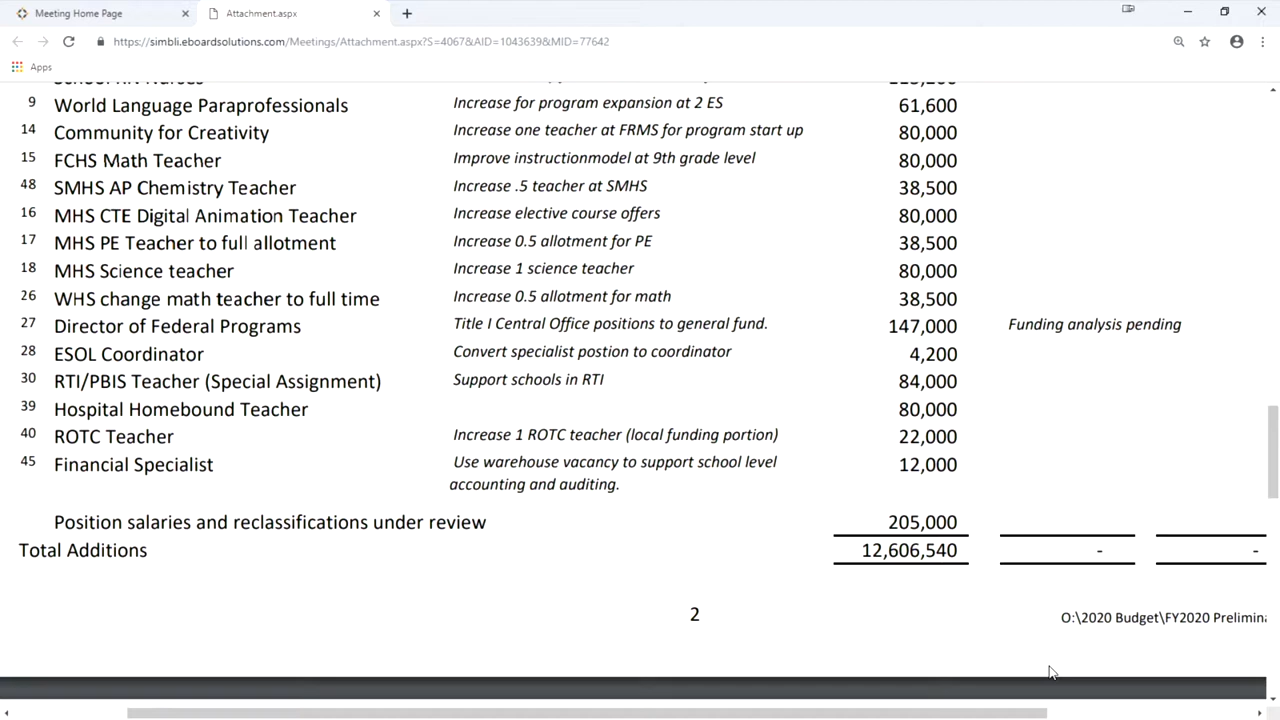 Meeting Home Page
Attachment.aspx
https://simbli.eboardsolutions.com/Meetings/Attachment.aspx?S=4067&AID=1043639&MID=77642
Apps
9 World Language Paraprofessionals Increase for program expansion at 2 ES 61,600
14 Community for Creativity Increase one teacher at FRMS for program start up 80,000
15 FCHS Math Teacher Improve instructionmodel at 9th grade level 80,000
48 SMHS AP Chemistry Teacher Increase .5 teacher at SMHS 38,500
16 MHS CTE Digital Animation Teacher Increase elective course offers 80,000
17 MHS PE Teacher to full allotment Increase 0.5 allotment for PE 38,500
18 MHS Science teacher Increase 1 science teacher 80,000
26 WHS change math teacher to full time Increase 0.5 allotment for math 38,500
27 Director of Federal Programs Title I Central Office positions to general fund. 147,000 Funding analysis pending
28 ESOL Coordinator Convert specialist postion to coordinator 4,200
30 RTI/PBIS Teacher (Special Assignment) Support schools in RTI 84,000
39 Hospital Homebound Teacher 80,000
40 ROTC Teacher Increase 1 ROTC teacher (local funding portion) 22,000
45 Financial Specialist Use warehouse vacancy to support school level 12,000
accounting and auditing.
Position salaries and reclassifications under review 205,000
Total Additions 12,606,540 - -
2
O:\2020 Budget\FY2020 Prelimina